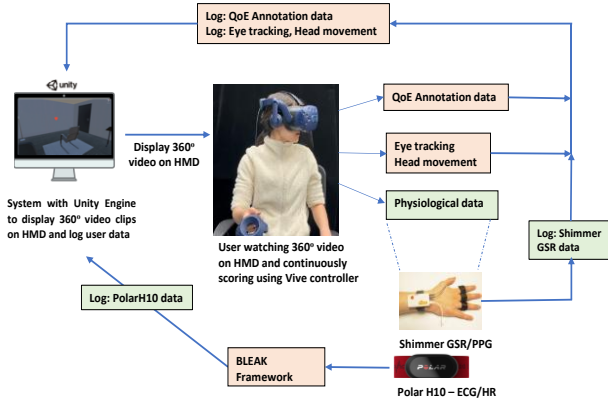 Log: QoE Annotation data
Log: Eye tracking, Head movement
unity
QoE Annotation data
Display 360°
video on HMD
Eye tracking
Head movement
Physiological data
System with Unity Engine
to display 360° video clips
on HMD and log user data
User watching 360° video
on HMD and continuously
scoring using Vive controller
Log: Shimmer
GSR data
Log: PolarH10 data
Shimmer GSR/PPG
BLEAK
Framework
POLAR
Polar H10 – ECG/HR